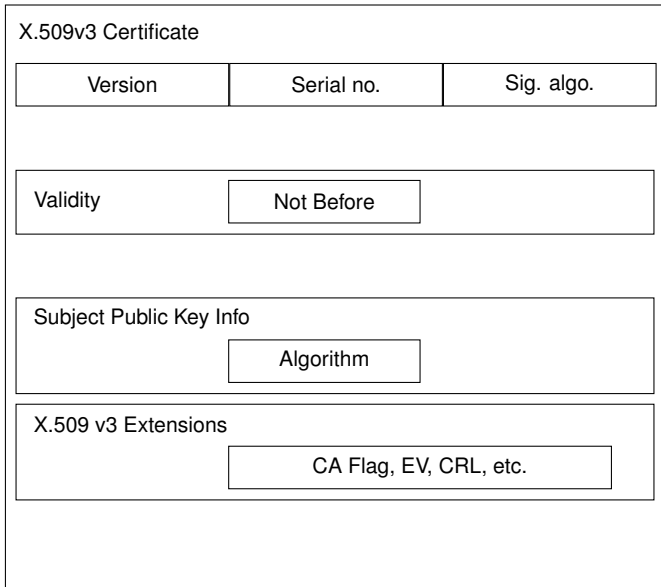 X.509v3 Certificate
Version Serial no. Sig. algo.
Validity Not Before
Subject Public Key Info
Algorithm
X.509 v3 Extensions
CA Flag, EV, CRL, etc.